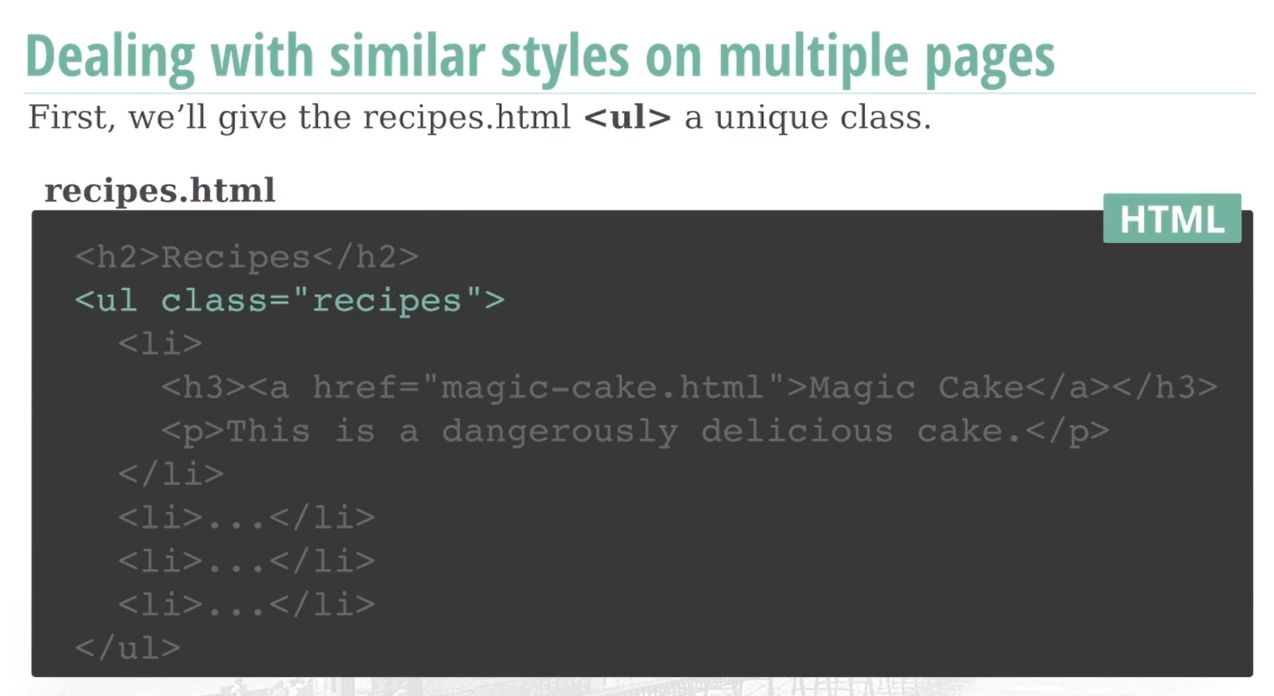 Dealing with similar styles on multiple pages
First, we’ll give the recipes.html <ul> a unique class.
recipes.html
HTML
<h2>Recipes</h2>
<ul class="recipes">
  <li>
    <h3><a href="magic-cake.html">Magic Cake</a></h3>
    <p>This is a dangerously delicious cake.</p>
  </li>
  <li>...</li>
  <li>...</li>
  <li>...</li>
</ul>